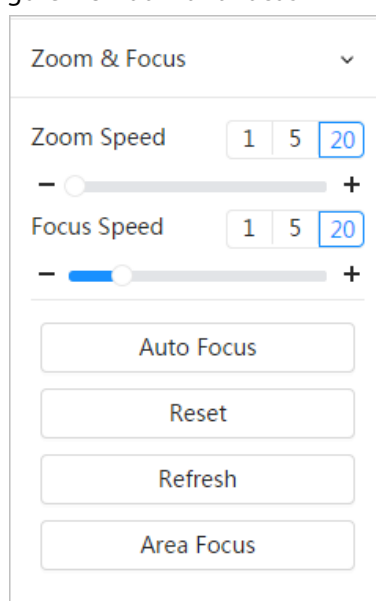 Zoom & Focus
Zoom Speed 1 5 20
− +
Focus Speed 1 5 20
− +
Auto Focus
Reset
Refresh
Area Focus